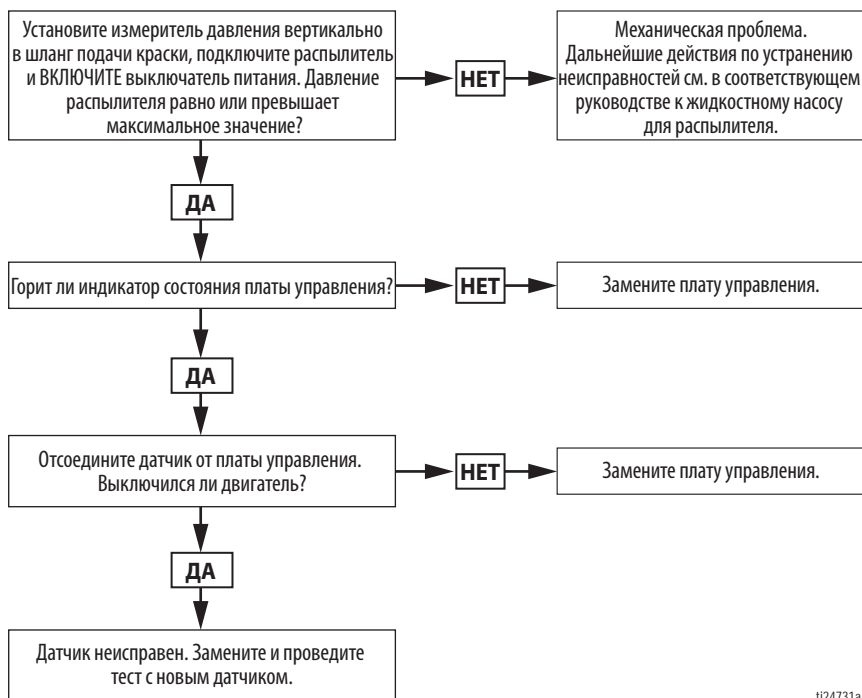 Установите измеритель давления вертикально
в шланг подачи краски, подключите распылитель
и ВКЛЮЧИТЕ выключатель питания. Давление
распылителя равно или превышает
максимальное значение?
НЕТ
Механическая проблема.
Дальнейшие действия по устранению
неисправностей см. в соответствующем
руководстве к жидкостному насосу
для распылителя.
ДА
Горит ли индикатор состояния платы управления?
НЕТ
Замените плату управления.
ДА
Отсоедините датчик от платы управления.
Выключился ли двигатель?
НЕТ
Замените плату управления.
ДА
Датчик неисправен. Замените и проведите
тест с новым датчиком.
ti24731a